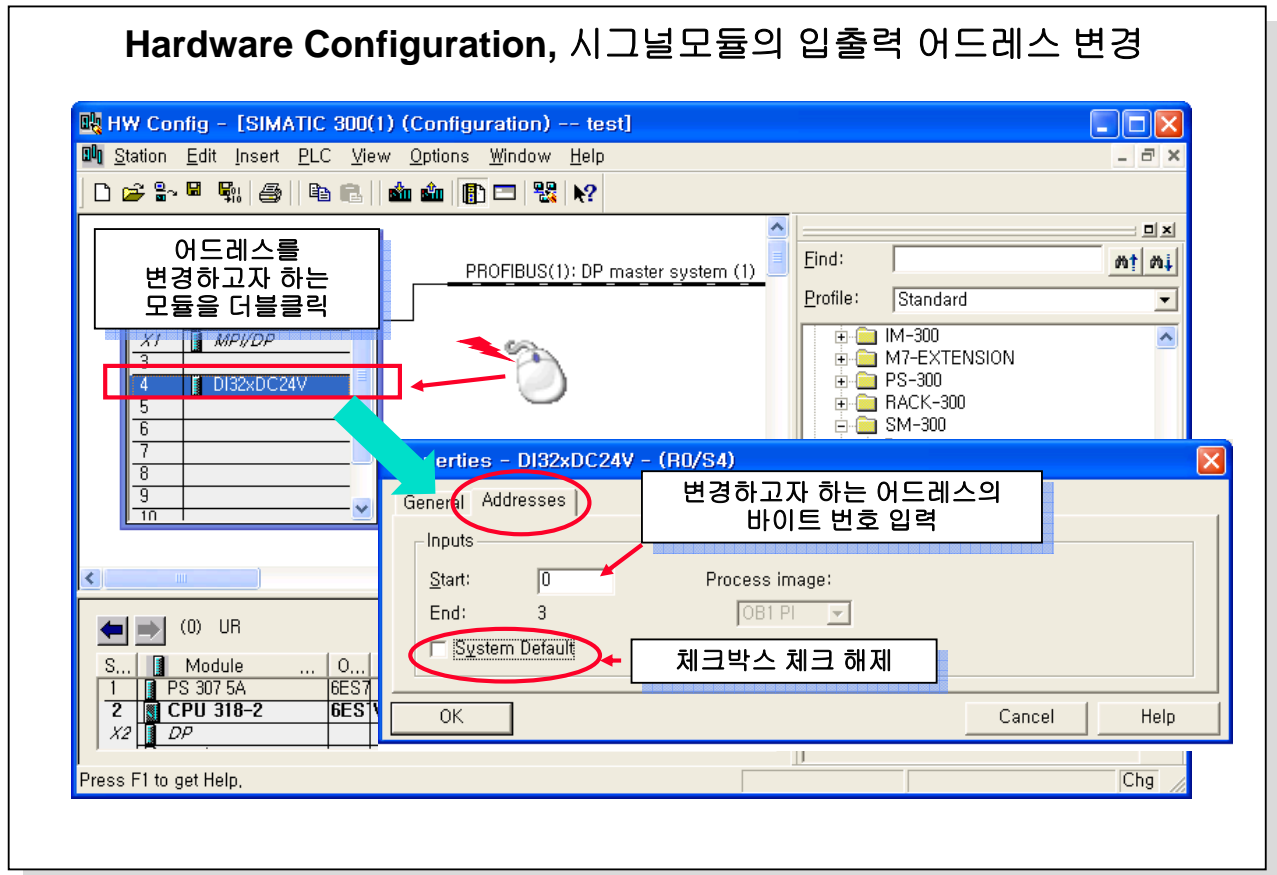 Hardware Configuration, 시그널모듈의 입출력 어드레스 변경
HW Config - [SIMATIC 300(1) (Configuration) -- test]
Station Edit Insert PLC View Options Window Help
어드레스를
변경하고자 하는
모듈을 더블클릭
PROFIBUS(1): DP master system (1)
X1 MPI/DP
3
4 DI32xDC24V
5
6
7
8
9
10
Find:
Profile: Standard
IM-300
M7-EXTENSION
PS-300
RACK-300
SM-300
erties - DI32xDC24V - (R0/S4)
General Addresses
변경하고자 하는 어드레스의
바이트 번호 입력
Inputs
Start: 0 Process image:
End: 3 OB1 PI
System Default
체크박스 체크 해제
OK Cancel Help
(0) UR
S... Module ... O...
1 PS 307 5A 6ES7
2 CPU 318-2 6ES
X2 DP
Press F1 to get Help.
Chg